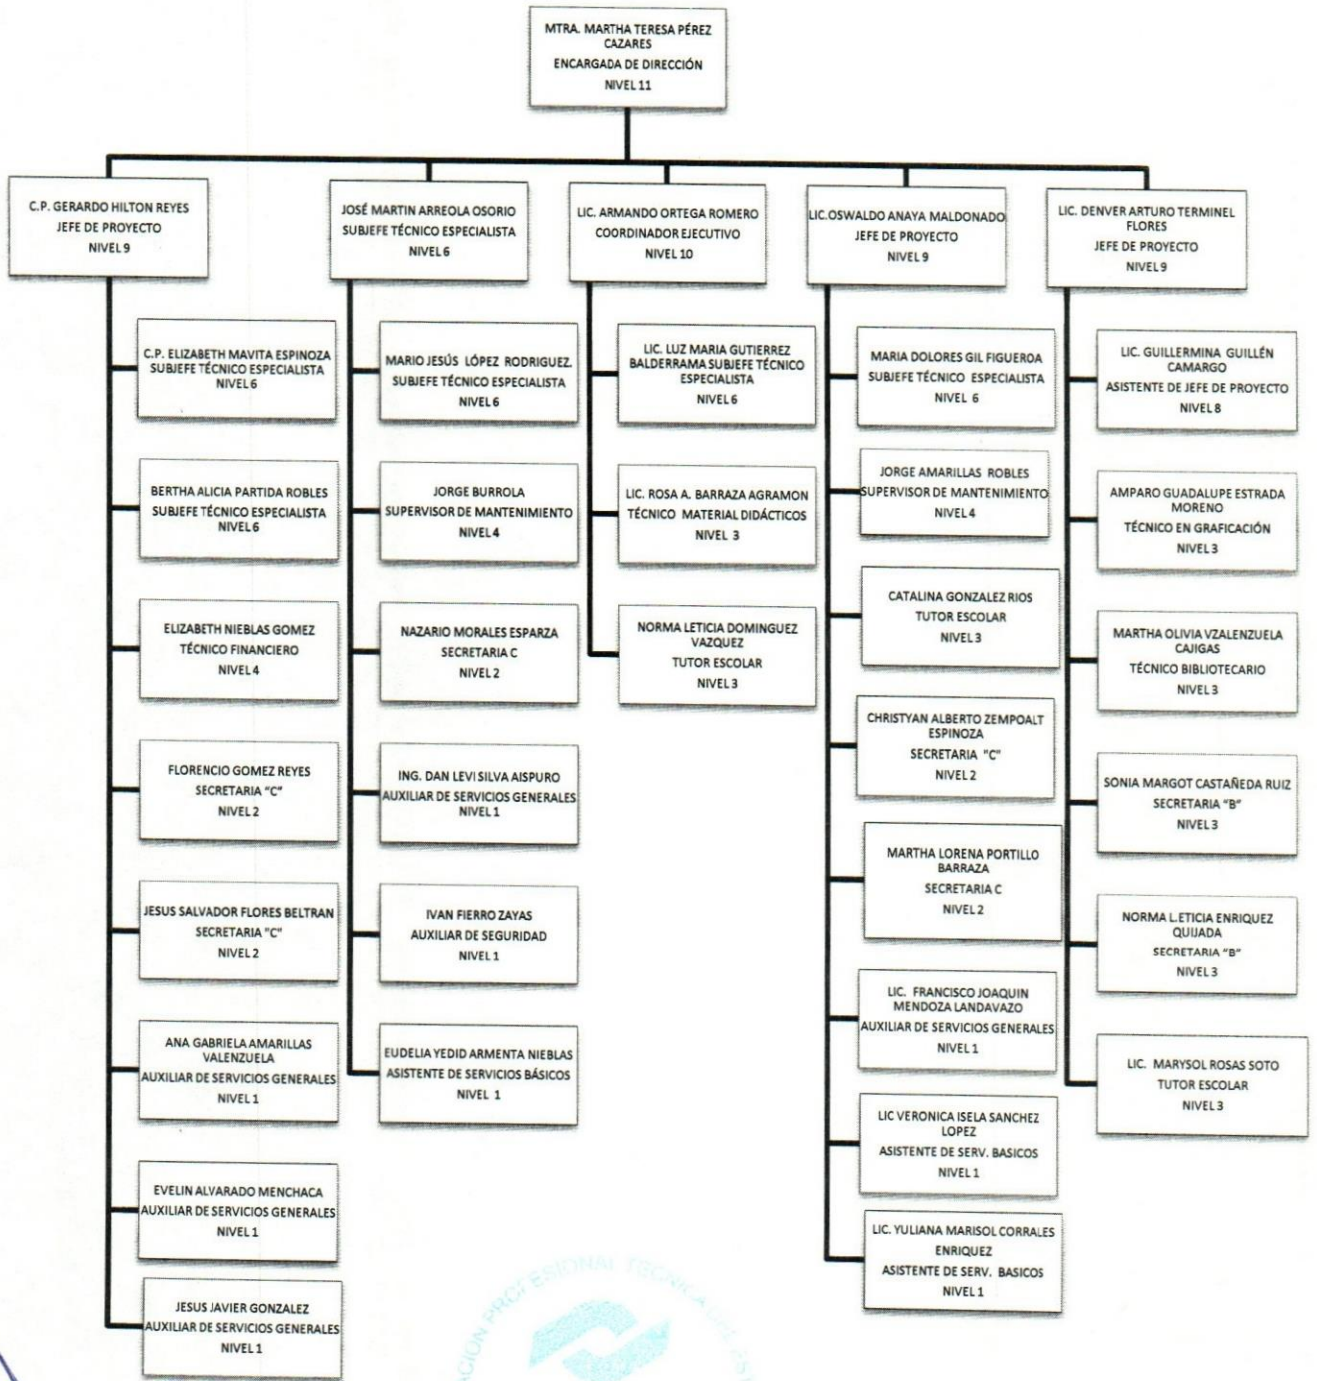 MTRA. MARTHA TERESA PÉREZ
CAZARES
ENCARGADA DE DIRECCIÓN
NIVEL 11
C.P. GERARDO HILTON REYES
JEFE DE PROYECTO
NIVEL 9
JOSÉ MARTIN ARREOLA OSORIO
SUBJEFE TÉCNICO ESPECIALISTA
NIVEL 6
LIC. ARMANDO ORTEGA ROMERO
COORDINADOR EJECUTIVO
NIVEL 10
LIC.OSWALDO ANAYA MALDONADO
JEFE DE PROYECTO
NIVEL 9
LIC. DENVER ARTURO TERMINEL
FLORES
JEFE DE PROYECTO
NIVEL 9
C.P. ELIZABETH MAVITA ESPINOZA
SUBJEFE TÉCNICO ESPECIALISTA
NIVEL 6
BERTHA ALICIA PARTIDA ROBLES
SUBJEFE TÉCNICO ESPECIALISTA
NIVEL 6
ELIZABETH NIEBLAS GOMEZ
TÉCNICO FINANCIERO
NIVEL 4
FLORENCIO GOMEZ REYES
SECRETARIA "C"
NIVEL 2
JESUS SALVADOR FLORES BELTRAN
SECRETARIA "C"
NIVEL 2
ANA GABRIELA AMARILLAS
VALENZUELA
AUXILIAR DE SERVICIOS GENERALES
NIVEL 1
EVELIN ALVARADO MENCHACA
AUXILIAR DE SERVICIOS GENERALES
NIVEL 1
JESUS JAVIER GONZALEZ
AUXILIAR DE SERVICIOS GENERALES
NIVEL 1
MARIO JESÚS LÓPEZ RODRIGUEZ.
SUBJEFE TÉCNICO ESPECIALISTA
NIVEL 6
JORGE BURROLA
SUPERVISOR DE MANTENIMIENTO
NIVEL 4
NAZARIO MORALES ESPARZA
SECRETARIA C
NIVEL 2
ING. DAN LEVI SILVA AISPURO
AUXILIAR DE SERVICIOS GENERALES
NIVEL 1
IVAN FIERRO ZAYAS
AUXILIAR DE SEGURIDAD
NIVEL 1
EUDELIA YEDID ARMENTA NIEBLAS
ASISTENTE DE SERVICIOS BÁSICOS
NIVEL 1
LIC. LUZ MARIA GUTIERREZ
BALDERRAMA SUBJEFE TÉCNICO
ESPECIALISTA
NIVEL 6
LIC. ROSA A. BARRAZA AGRAMON
TÉCNICO MATERIAL DIDÁCTICOS
NIVEL 3
NORMA LETICIA DOMINGUEZ
VAZQUEZ
TUTOR ESCOLAR
NIVEL 3
MARIA DOLORES GIL FIGUEROA
SUBJEFE TÉCNICO ESPECIALISTA
NIVEL 6
JORGE AMARILLAS ROBLES
SUPERVISOR DE MANTENIMIENTO
NIVEL 4
CATALINA GONZALEZ RIOS
TUTOR ESCOLAR
NIVEL 3
CHRISTYAN ALBERTO ZEMPOALT
ESPINOZA
SECRETARIA "C"
NIVEL 2
MARTHA LORENA PORTILLO
BARRAZA
SECRETARIA C
NIVEL 2
LIC. FRANCISCO JOAQUIN
MENDOZA LANDAVAZO
AUXILIAR DE SERVICIOS GENERALES
NIVEL 1
LIC VERONICA ISELA SANCHEZ
LOPEZ
ASISTENTE DE SERV. BASICOS
NIVEL 1
LIC. YULIANA MARISOL CORRALES
ENRIQUEZ
ASISTENTE DE SERV. BASICOS
NIVEL 1
LIC. GUILLERMINA GUILLÉN
CAMARGO
ASISTENTE DE JEFE DE PROYECTO
NIVEL 8
AMPARO GUADALUPE ESTRADA
MORENO
TÉCNICO EN GRAFICACIÓN
NIVEL 3
MARTHA OLIVIA VZALENZUELA
CAJIGAS
TÉCNICO BIBLIOTECARIO
NIVEL 3
SONIA MARGOT CASTAÑEDA RUIZ
SECRETARIA "B"
NIVEL 3
NORMA L.ETICIA ENRIQUEZ
QUIJADA
SECRETARIA "B"
NIVEL 3
LIC. MARYSOL ROSAS SOTO
TUTOR ESCOLAR
NIVEL 3
PROFESIONAL TECNICA